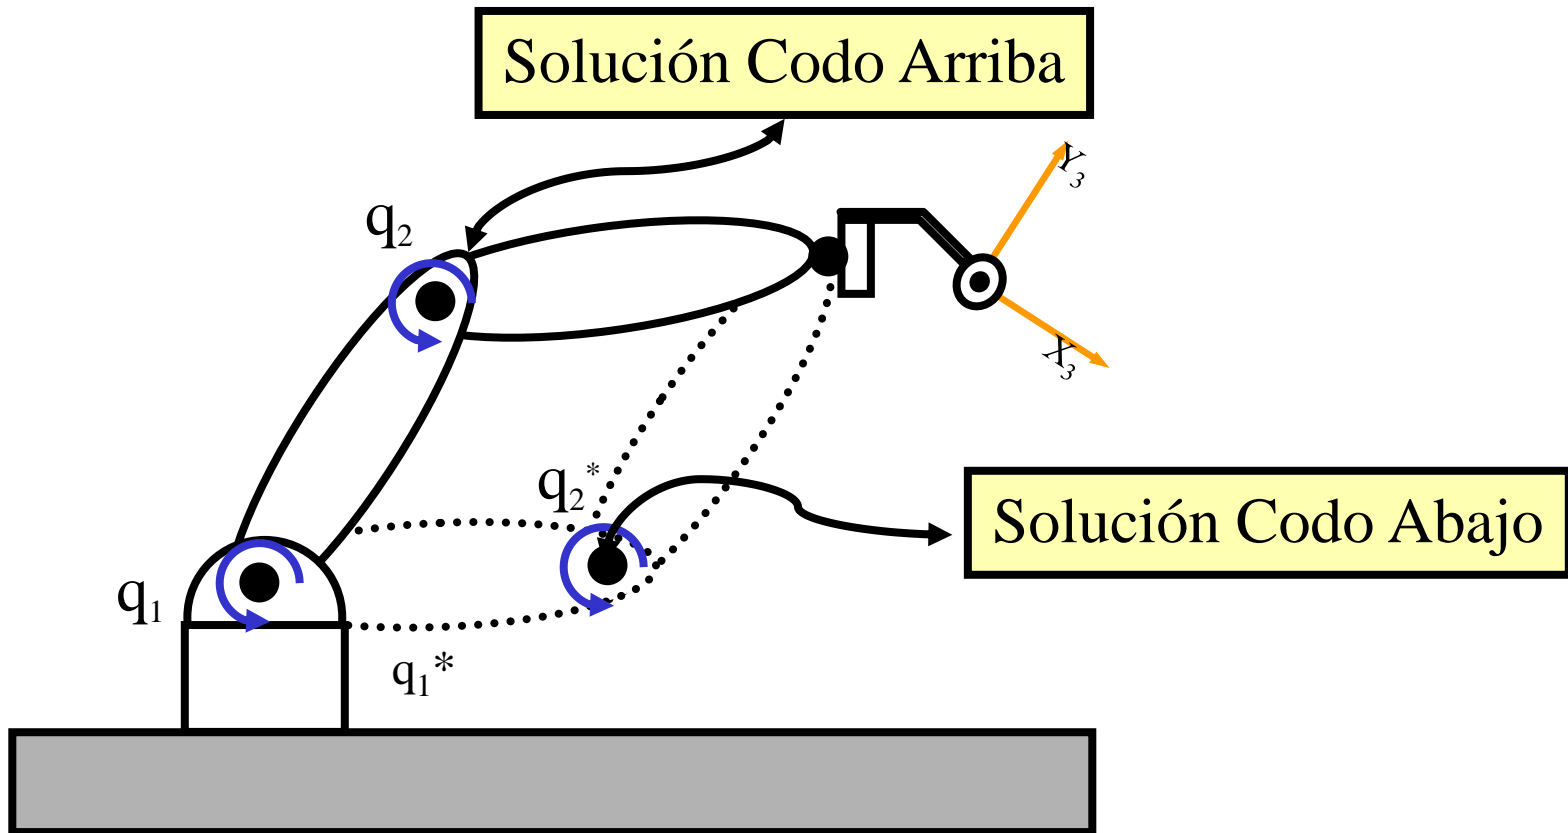 Solución Codo Arriba
Y₃
q₂
X₃
q₂*
Solución Codo Abajo
q₁
q₁*